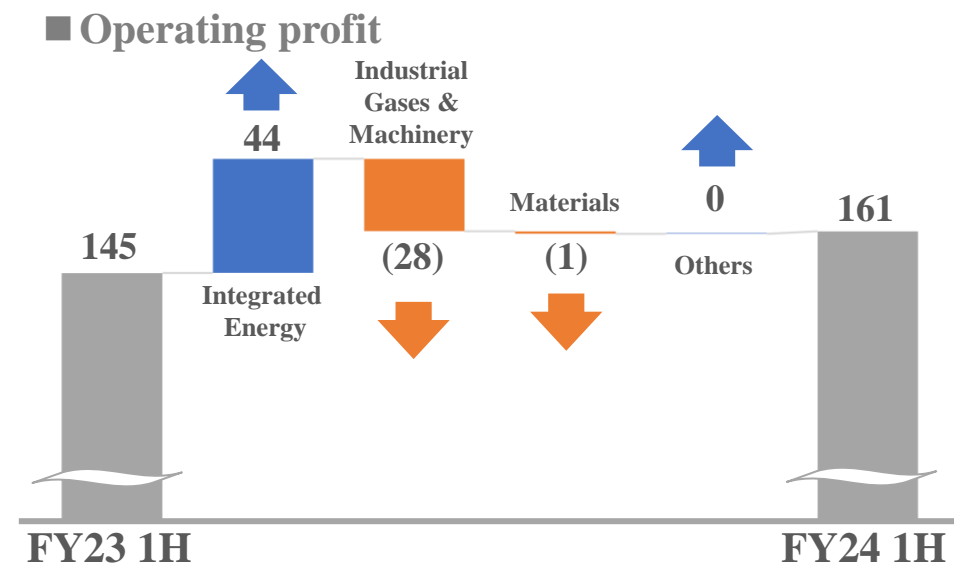 ■ Operating profit
Industrial
Gases &
Machinery
44
Materials
0
161
145
(28)
(1)
Others
Integrated
Energy
FY23 1H
FY24 1H